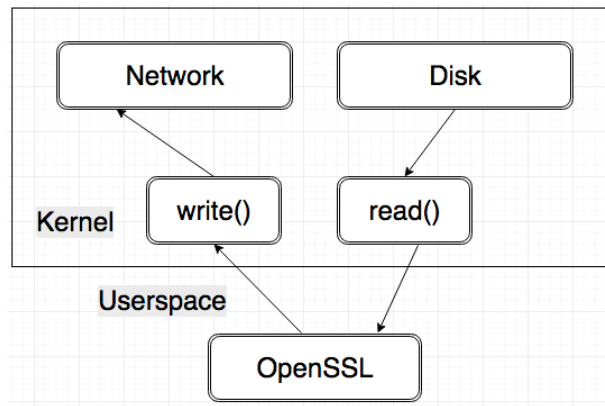 Network
Disk
write()
read()
Kernel
Userspace
OpenSSL